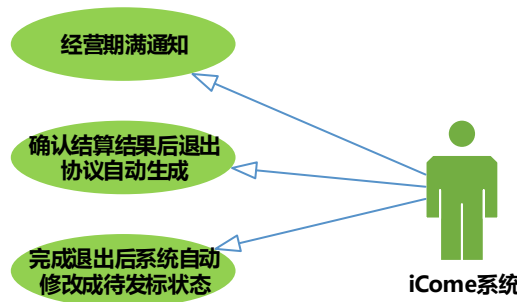 经营期满通知
确认结算结果后退出
协议自动生成
完成退出后系统自动
修改成待发标状态
iCome系统